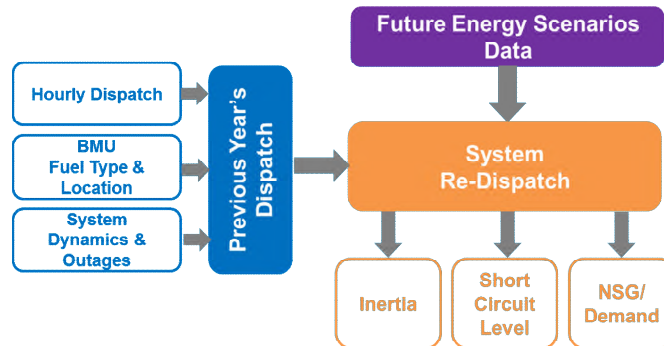 Future Energy Scenarios
Data
Hourly Dispatch
BMU
Fuel Type &
Location
System
Dynamics &
Outages
Previous Year's
Dispatch
System
Re-Dispatch
Inertia
Short
Circuit
Level
NSG/
Demand